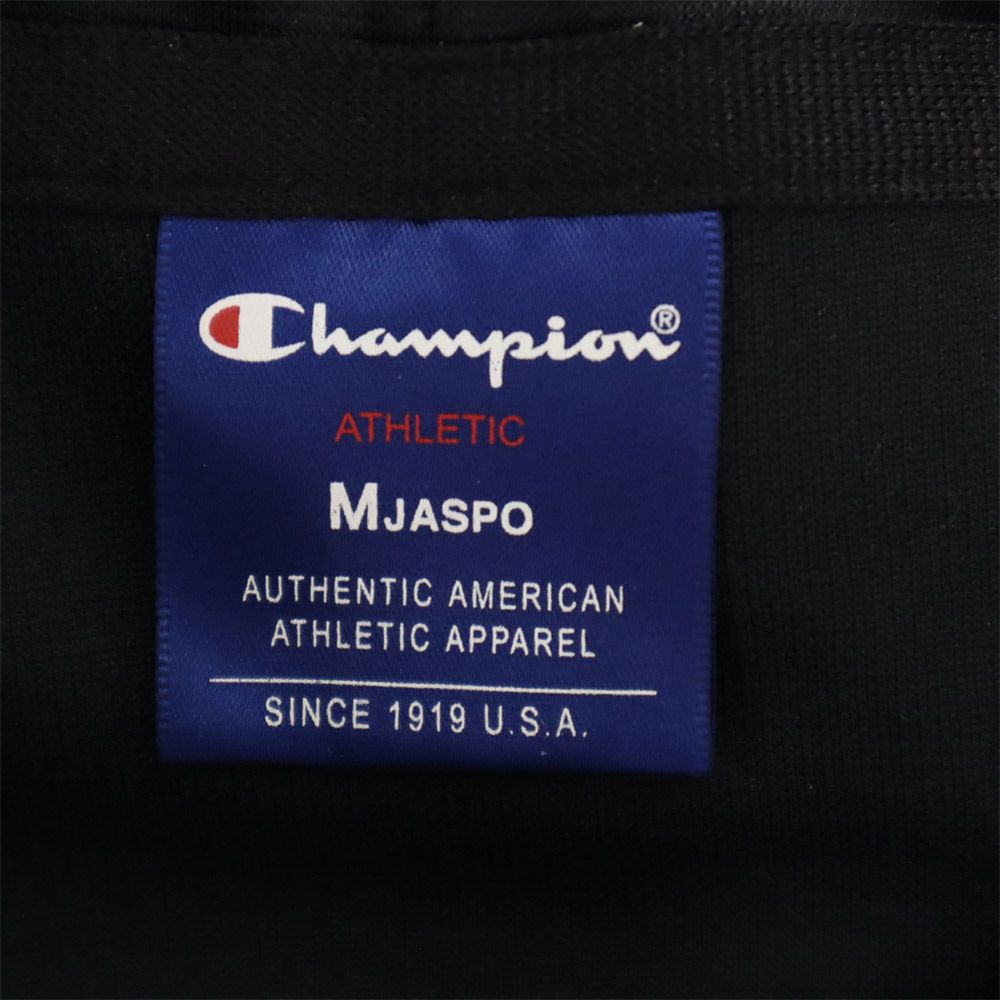 Champion®
ATHLETIC
MJASPO
AUTHENTIC AMERICAN
ATHLETIC APPAREL
SINCE 1919 U.S.A.